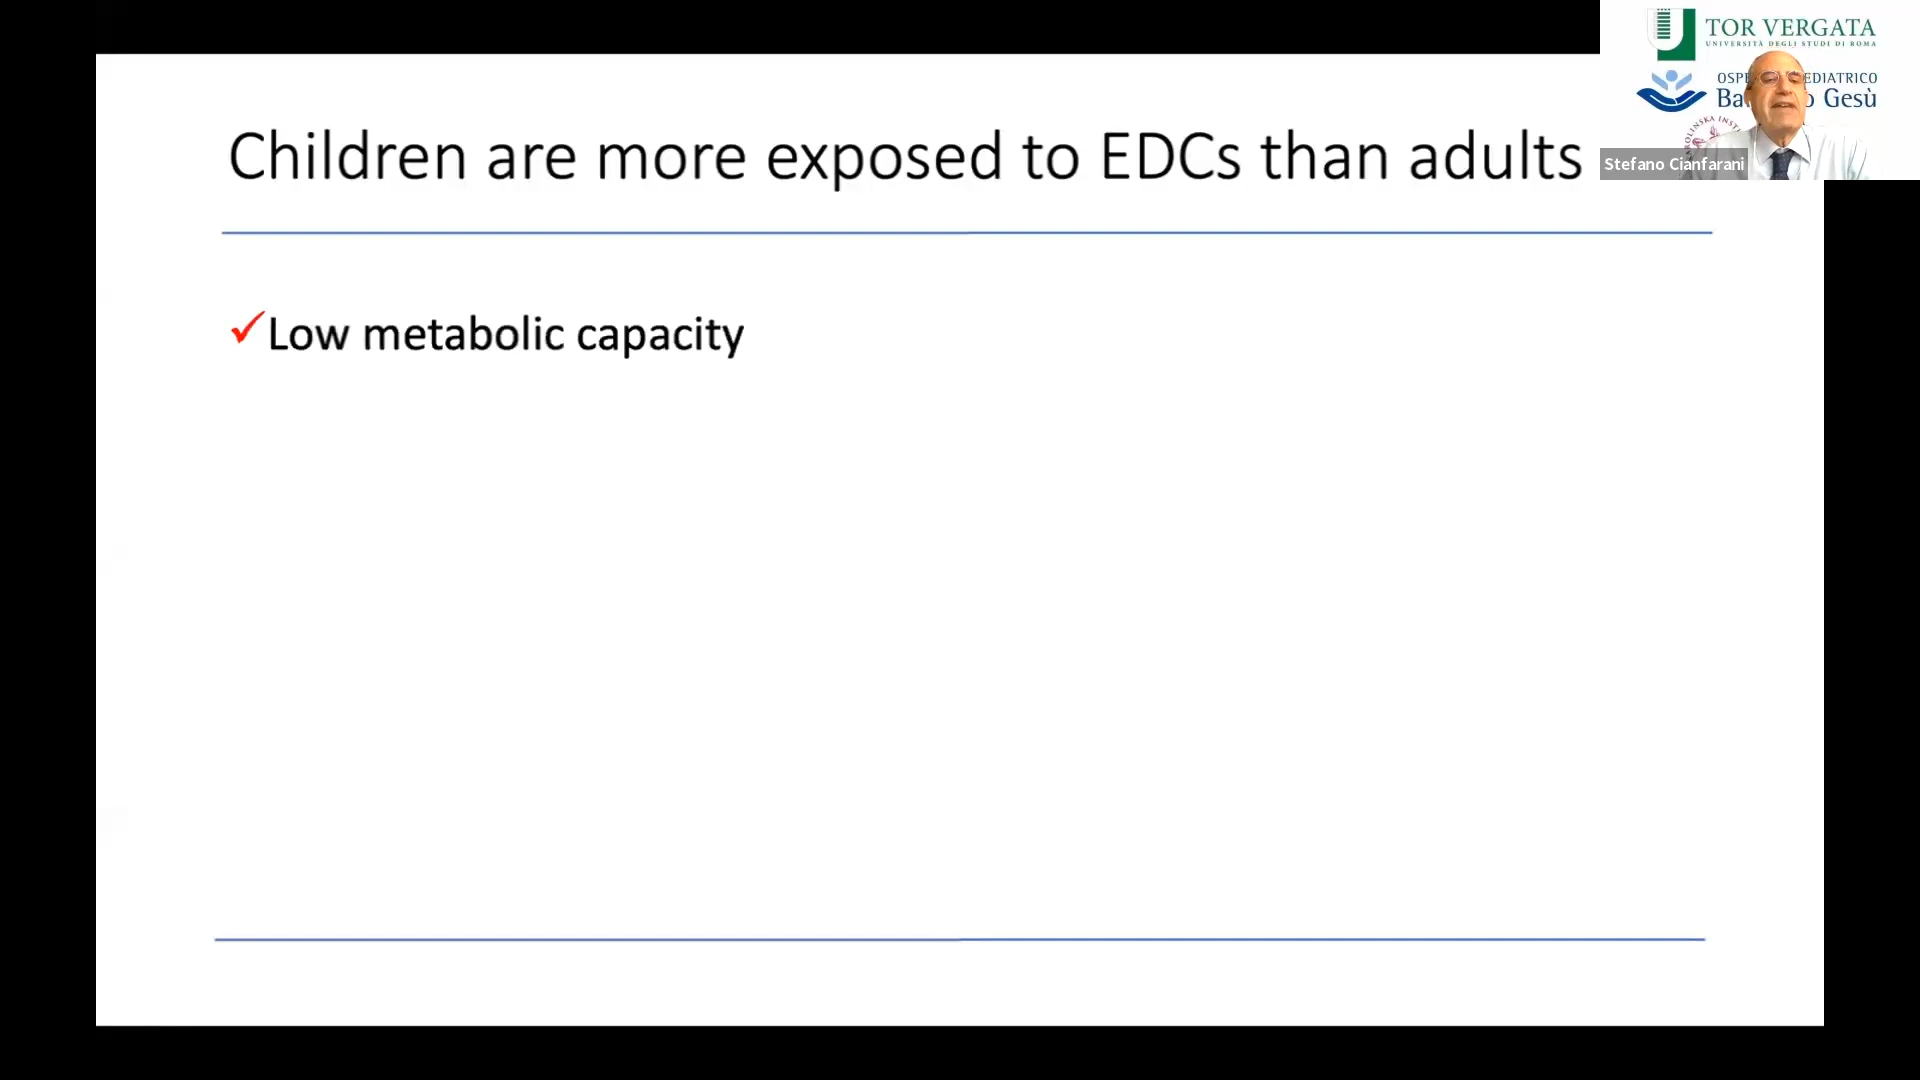 TOR VERGATA
UNIVERSITÀ DEGLI STUDI DI ROMA
Gesù
Stefano Cianfarani
Children are more exposed to EDCs than adults
✓Low metabolic capacity